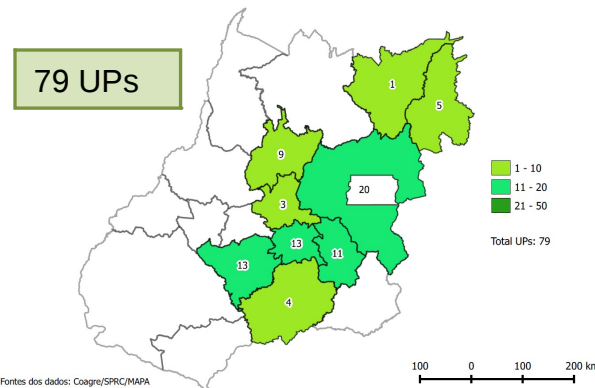 79 UPs
1
5
9
20
3
13
13
11
4
1 - 10
11 - 20
21 - 50
Total UPs: 79
Fontes dos dados: Coagre/SPRC/MAPA
100 0 100 200 km